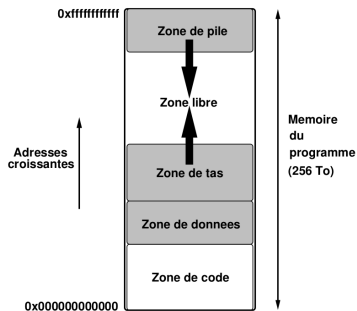 0xffffffffffff
Zone de pile
Zone libre
Adresses
croissantes
Memoire
du
programme
(256 To)
Zone de tas
Zone de donnees
Zone de code
0x000000000000